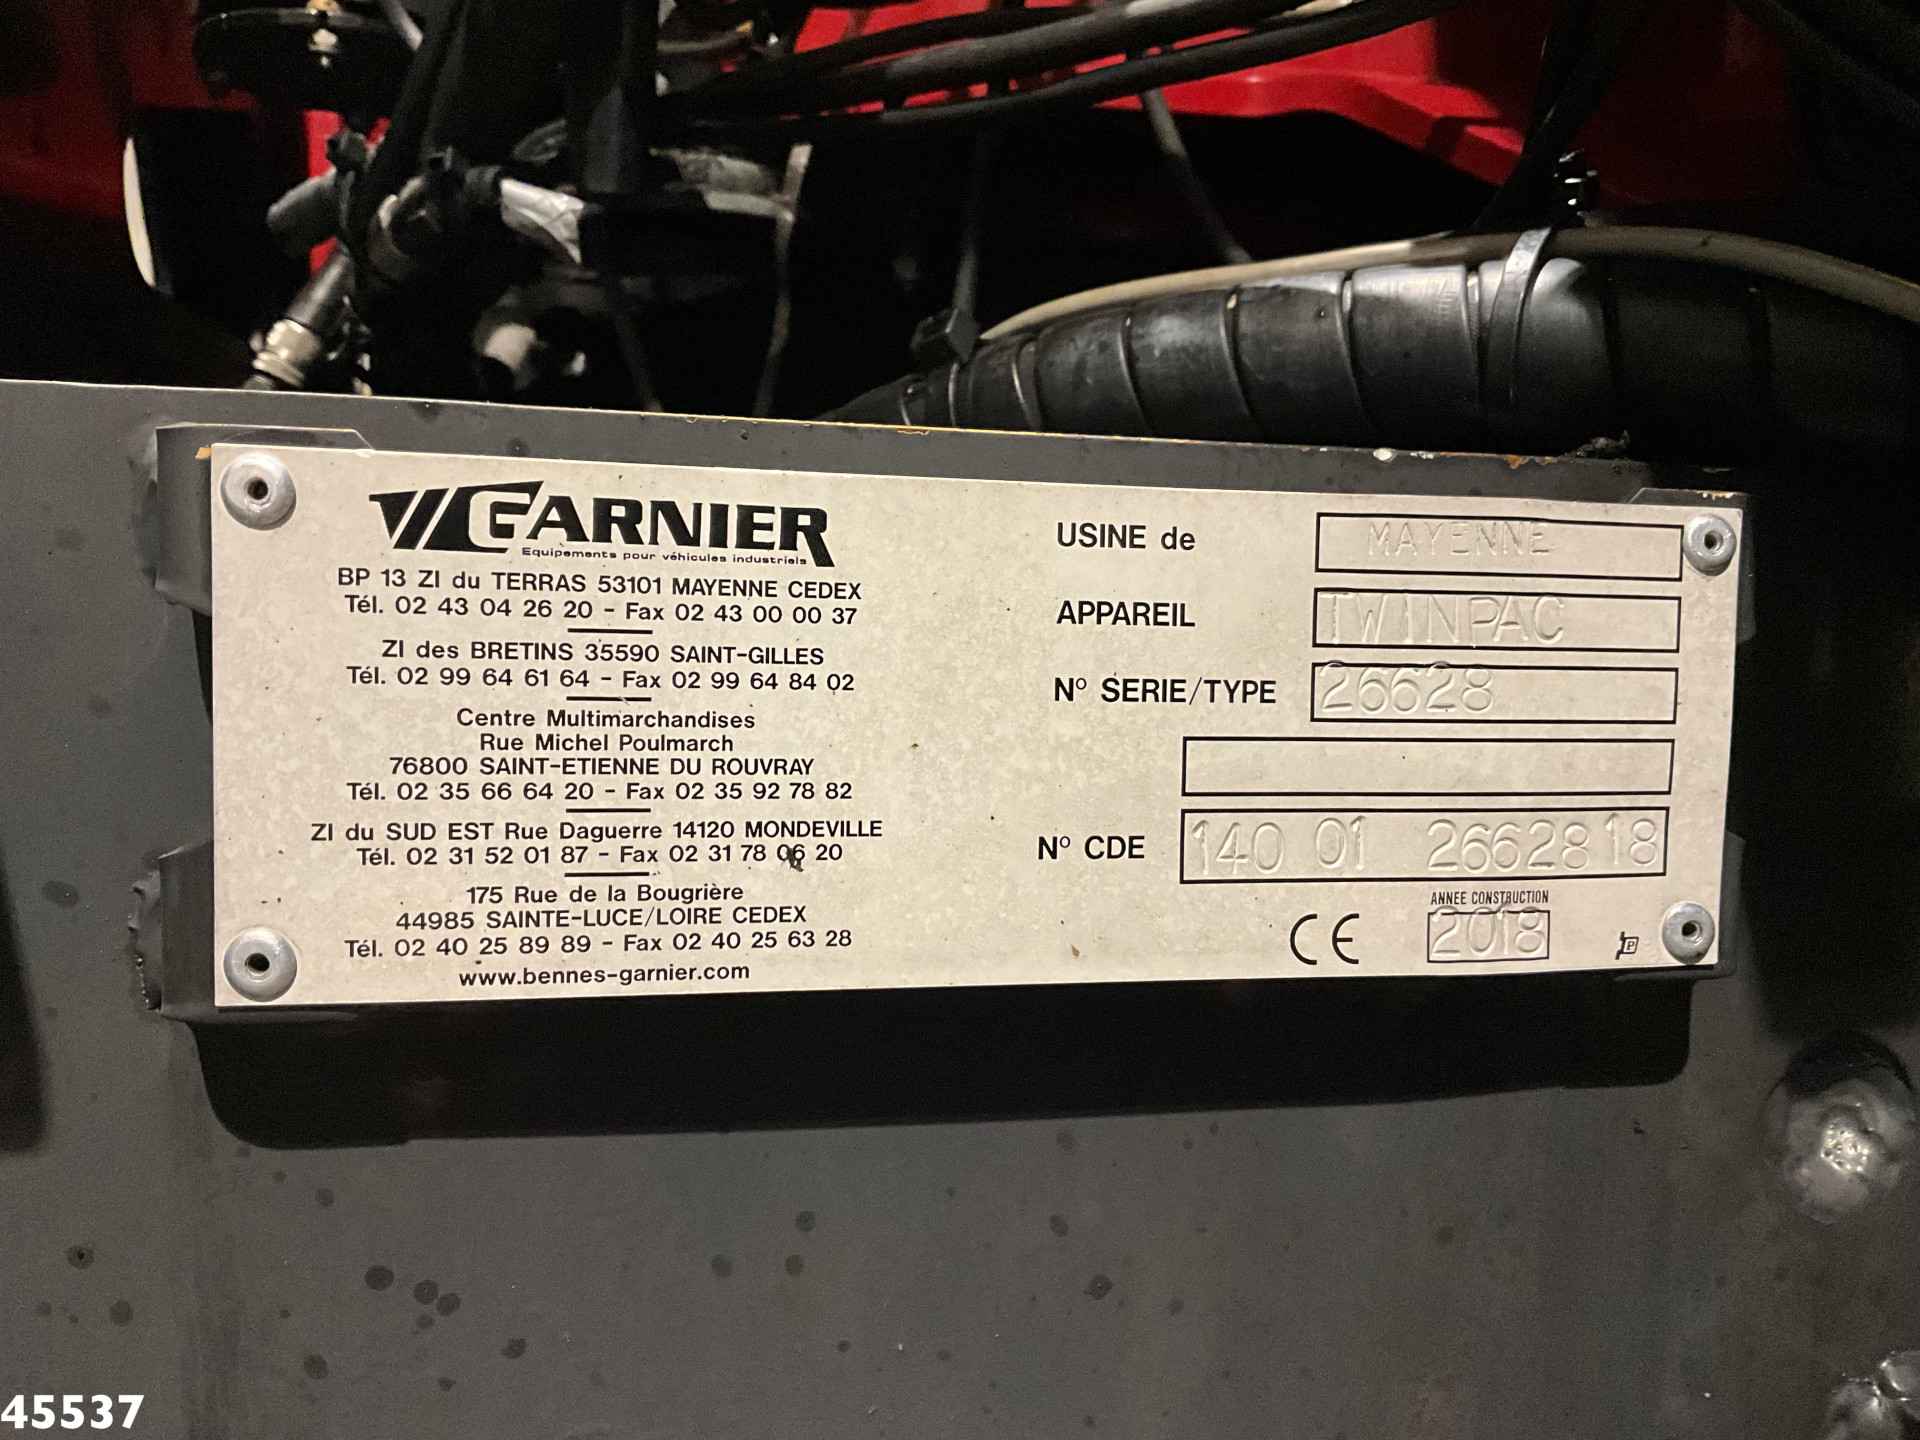 GARNIER
Equipements pour véhicules industriels
BP 13 ZI du TERRAS 53101 MAYENNE CEDEX
Tél. 02 43 04 26 20 - Fax 02 43 00 00 37
ZI des BRETINS 35590 SAINT-GILLES
Tél. 02 99 64 61 64 - Fax 02 99 64 84 02
Centre Multimarchandises
Rue Michel Poulmarch
76800 SAINT-ETIENNE DU ROUVRAY
Tél. 02 35 66 64 20 - Fax 02 35 92 78 82
ZI du SUD EST Rue Daguerre 14120 MONDEVILLE
Tél. 02 31 52 01 87 - Fax 02 31 78 06 20
175 Rue de la Bougrière
44985 SAINTE-LUCE/LOIRE CEDEX
Tél. 02 40 25 89 89 - Fax 02 40 25 63 28
www.bennes-garnier.com
USINE de MAYENNE
APPAREIL TWINPAC
N° SERIE/TYPE 26628
N° CDE 140 01 26628 18
ANNEE CONSTRUCTION
CE 2018
45537